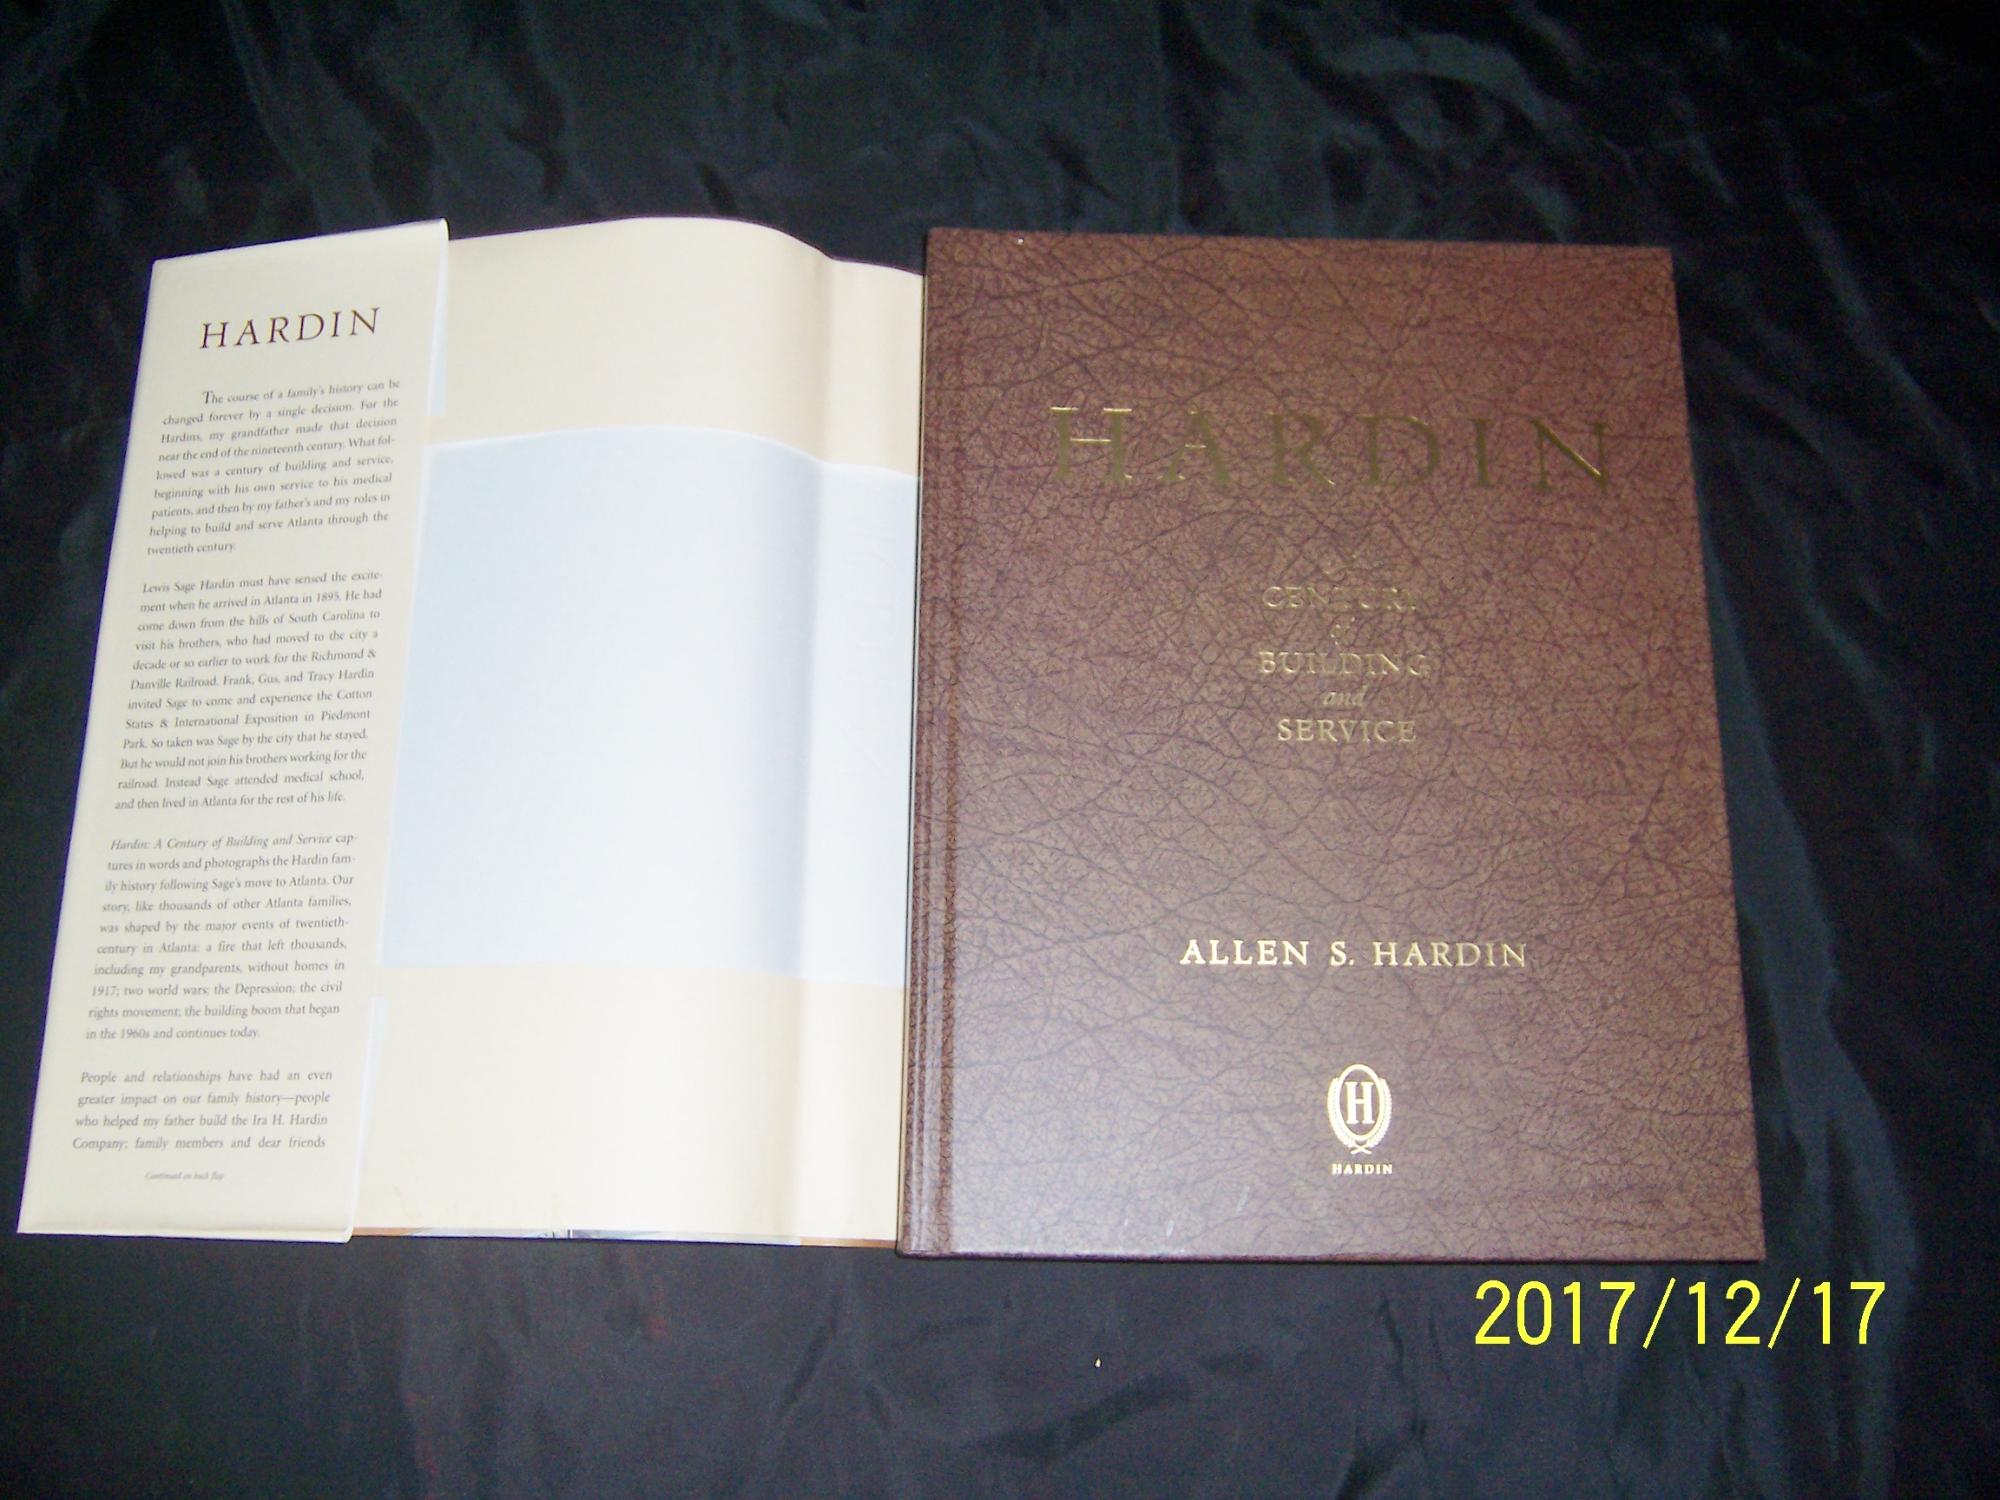 HARDIN
The course of a family's history can be
changed forever by a single decision. For the
Hardins, my grandfather made that decision
near the end of the nineteenth century. What fol-
lowed was a century of building and service,
beginning with his own service to his medical
patients, and then by my father's and my roles in
helping to build and serve Atlanta through the
twentieth century.
Lewis Sage Hardin must have sensed the excite-
ment when he arrived in Atlanta in 1895. He had
come down from the hills of South Carolina to
visit his brothers, who had moved to the city a
decade or so earlier to work for the Richmond &
Danville Railroad. Frank, Gus, and Tracy Hardin
invited Sage to come and experience the Cotton
States & International Exposition in Piedmont
Park. So taken was Sage by the city that he stayed.
But he would not join his brothers working for the
railroad. Instead Sage attended medical school,
and then lived in Atlanta for the rest of his life.
Hardin: A Century of Building and Service cap-
tures in words and photographs the Hardin fam-
ily history following Sage's move to Atlanta. Our
story, like thousands of other Atlanta families,
was shaped by the major events of twentieth-
century in Atlanta: a fire that left thousands,
including my grandparents, without homes in
1917; two world wars; the Depression; the civil
rights movement; the building boom that began
in the 1960s and continues today.
People and relationships have had an even
greater impact on our family history—people
who helped my father build the Ira H. Hardin
Company; family members and dear friends
Continued on back flap
HARDIN
A
CENTURY
of
BUILDING
and
SERVICE
ALLEN S. HARDIN
H
HARDIN
2017/12/17